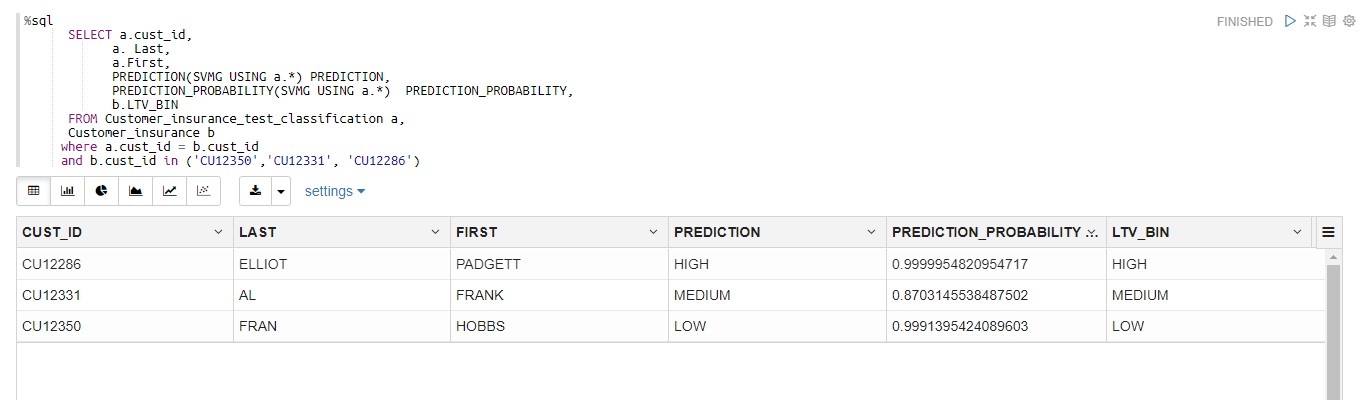 %sql
FINISHED
SELECT a.cust_id,
a. Last,
a.First,
PREDICTION(SVMG USING a.*) PREDICTION,
PREDICTION_PROBABILITY(SVMG USING a.*)  PREDICTION_PROBABILITY,
b.LTV_BIN
FROM Customer_insurance_test_classification a,
Customer_insurance b
where a.cust_id = b.cust_id
and b.cust_id in ('CU12350','CU12331', 'CU12286')
settings
CUST_ID LAST FIRST PREDICTION PREDICTION_PROBABILITY ... LTV_BIN
CU12286 ELLIOT PADGETT HIGH 0.9999954820954717 HIGH
CU12331 AL FRANK MEDIUM 0.8703145538487502 MEDIUM
CU12350 FRAN HOBBS LOW 0.9991395424089603 LOW